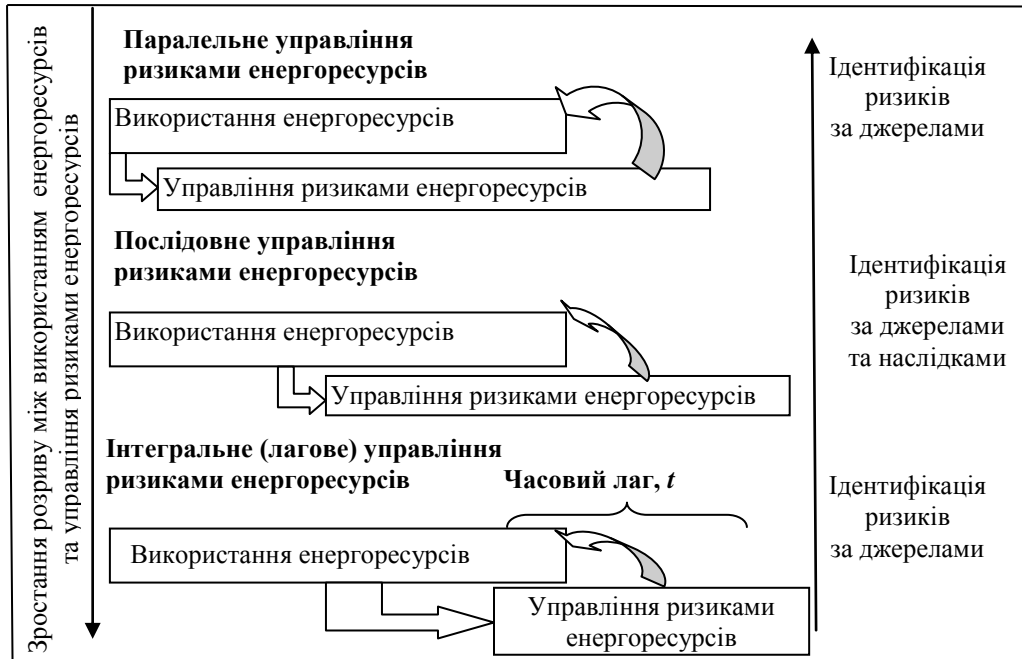 Зростання розриву між використанням енергоресурсів
та управління ризиками енергоресурсів
Паралельне управління
ризиками енергоресурсів
Використання енергоресурсів
Управління ризиками енергоресурсів
Ідентифікація
ризиків
за джерелами
Послідовне управління
ризиками енергоресурсів
Використання енергоресурсів
Управління ризиками енергоресурсів
Ідентифікація
ризиків
за джерелами
та наслідками
Інтегральне (лагове) управління
ризиками енергоресурсів
Часовий лаг, t
Використання енергоресурсів
Управління ризиками
енергоресурсів
Ідентифікація
ризиків
за джерелами